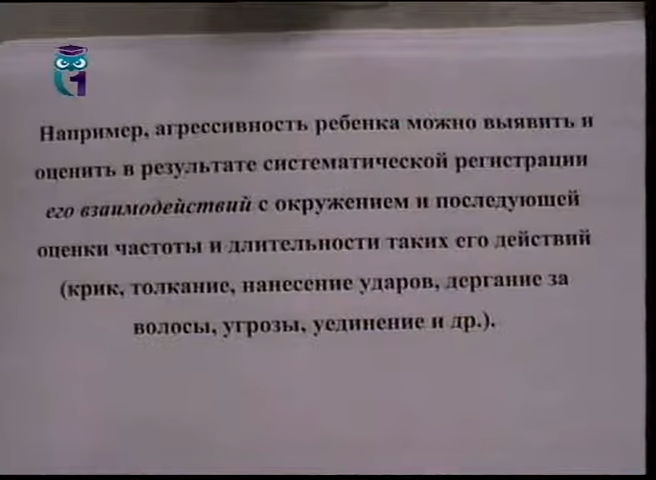 1
Например, агрессивность ребенка можно выявить и
оценить в результате систематической регистрации
его взаимодействий с окружением и последующей
оценки частоты и длительности таких его действий
(крик, толкание, нанесение ударов, дергание за
волосы, угрозы, уединение и др.).